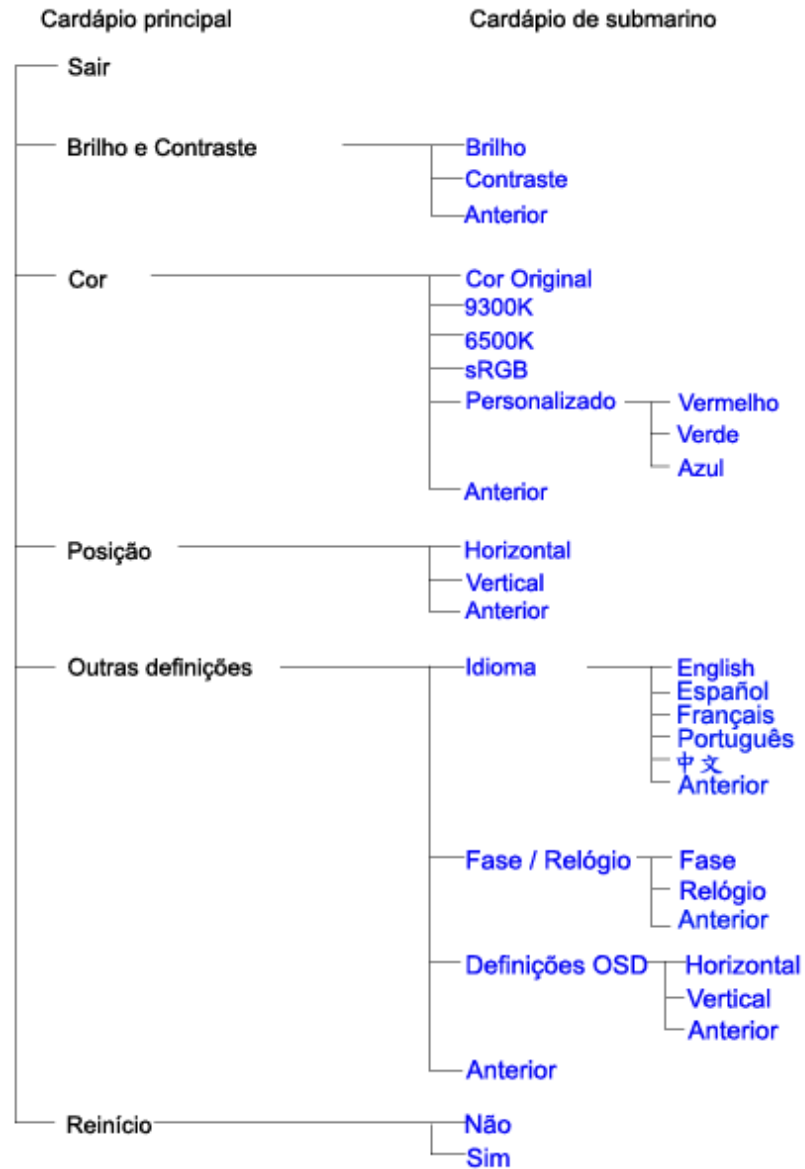 Cardápio principal Cardápio de submarino
Sair
Brilho e Contraste Brilho
Contraste
Anterior
Cor Cor Original
9300K
6500K
sRGB
Personalizado Vermelho
Verde
Azul
Anterior
Posição Horizontal
Vertical
Anterior
Outras definições Idioma English
Español
Français
Português
中文
Anterior
Fase / Relógio Fase
Relógio
Anterior
Definições OSD Horizontal
Vertical
Anterior
Anterior
Reinício Não
Sim